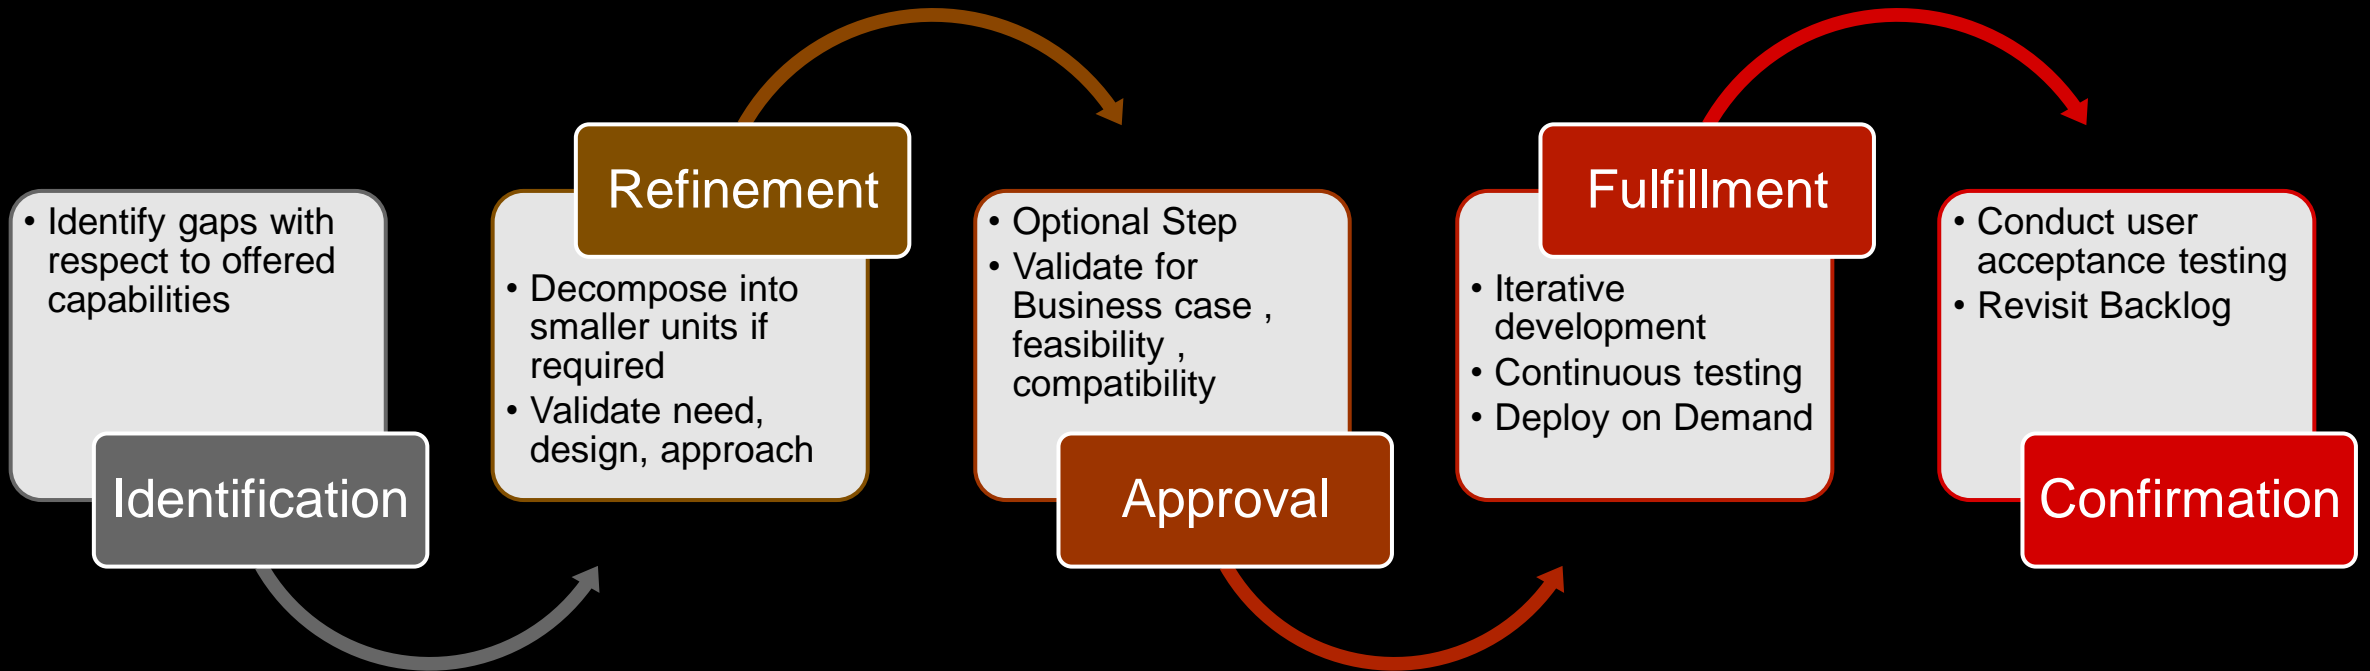 • Identify gaps with
respect to offered
capabilities
Identification
Refinement
• Decompose into
smaller units if
required
• Validate need,
design, approach
• Optional Step
• Validate for
Business case ,
feasibility ,
compatibility
Approval
Fulfillment
• Iterative
development
• Continuous testing
• Deploy on Demand
• Conduct user
acceptance testing
• Revisit Backlog
Confirmation